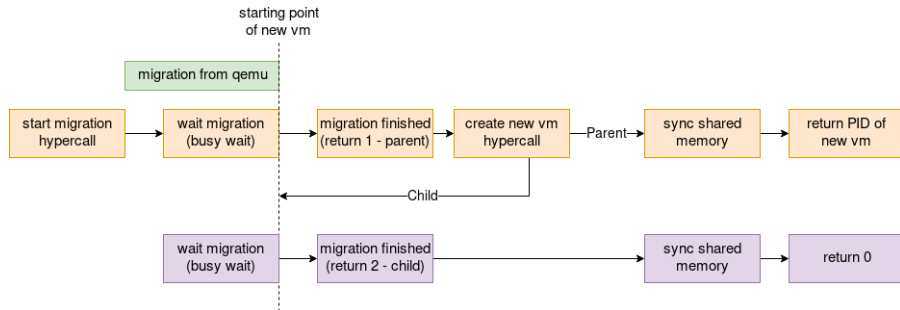 starting point
of new vm
migration from qemu
start migration
hypercall
wait migration
(busy wait)
migration finished
(return 1 - parent)
create new vm
hypercall
Parent
sync shared
memory
return PID of
new vm
Child
wait migration
(busy wait)
migration finished
(return 2 - child)
sync shared
memory
return 0